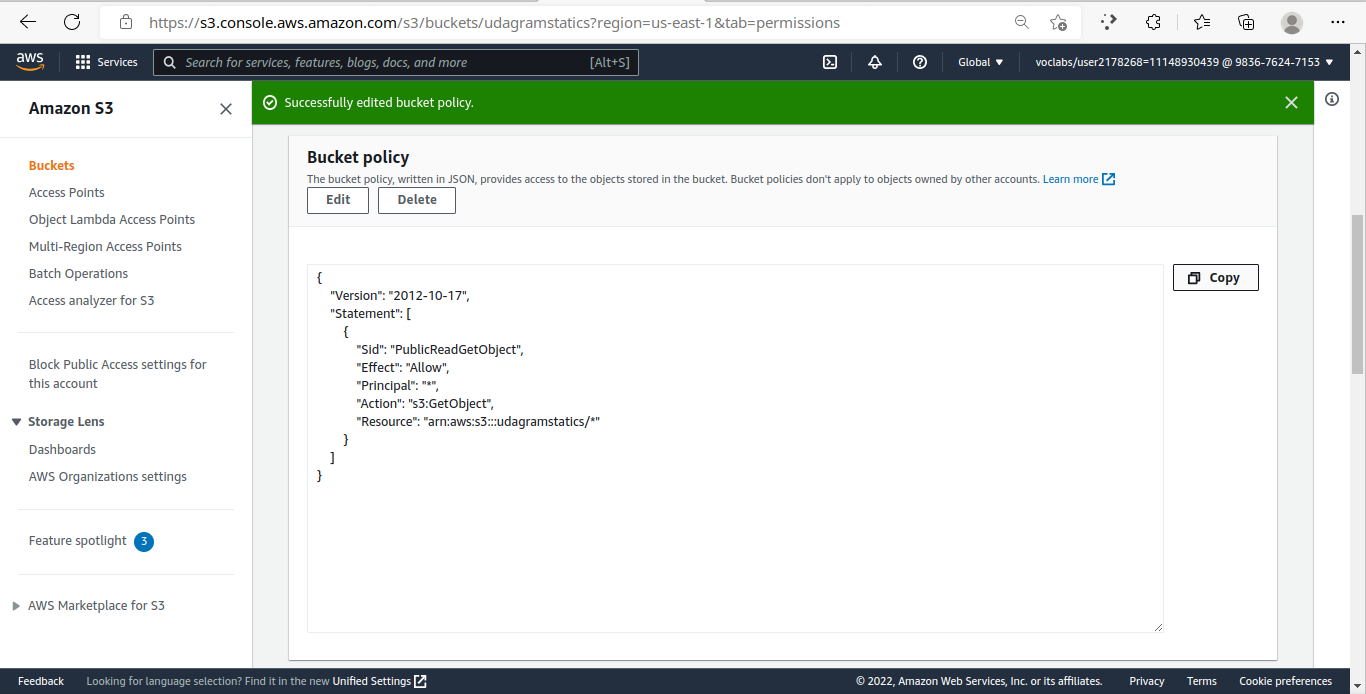 https://s3.console.aws.amazon.com/s3/buckets/udagramstatics?region=us-east-1&tab=permissions
aws
Services
Search for services, features, blogs, docs, and more
[Alt+S]
Global ▼
voclabs/user2178268=11148930439 @ 9836-7624-7153 ▼
Amazon S3
Buckets
Access Points
Object Lambda Access Points
Multi-Region Access Points
Batch Operations
Access analyzer for S3
Block Public Access settings for
this account
Storage Lens
Dashboards
AWS Organizations settings
Feature spotlight 3
AWS Marketplace for S3
Successfully edited bucket policy.
Bucket policy
The bucket policy, written in JSON, provides access to the objects stored in the bucket. Bucket policies don't apply to objects owned by other accounts. Learn more
Edit
Delete
Copy
{
"Version": "2012-10-17",
"Statement": [
{
"Sid": "PublicReadGetObject",
"Effect": "Allow",
"Principal": "*",
"Action": "s3:GetObject",
"Resource": "arn:aws:s3:::udagramstatics/*"
}
]
}
Feedback
Looking for language selection? Find it in the new Unified Settings
© 2022, Amazon Web Services, Inc. or its affiliates.
Privacy
Terms
Cookie preferences